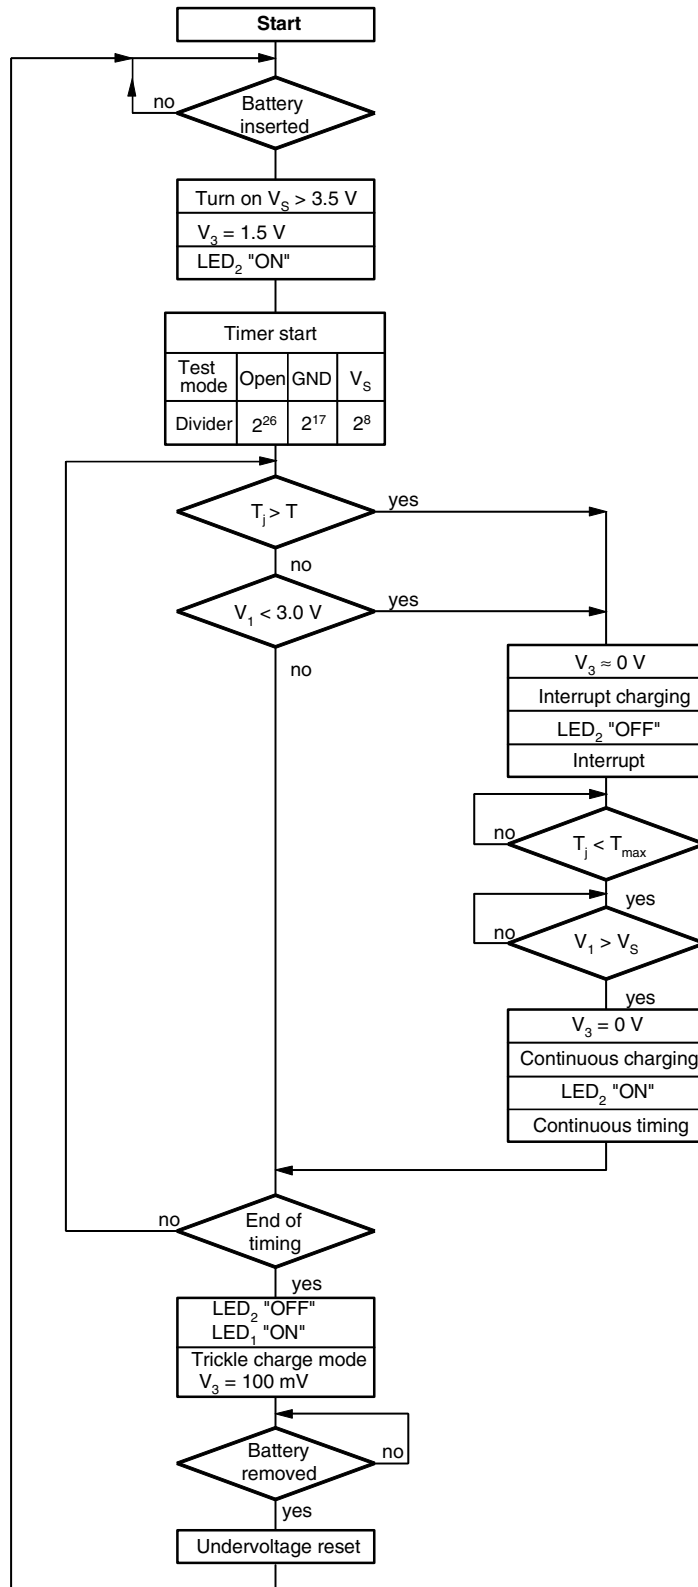 Start
no
Battery
inserted
Turn on V_S > 3.5 V
V_3 = 1.5 V
LED_2 "ON"
Timer start
Test
mode
Open
GND
V_S
Divider
2^26
2^17
2^8
T_j > T
yes
no
V_1 < 3.0 V
yes
no
V_3 ≈ 0 V
Interrupt charging
LED_2 "OFF"
Interrupt
no
T_j < T_max
yes
no
V_1 > V_S
yes
V_3 = 0 V
Continuous charging
LED_2 "ON"
Continuous timing
no
End of
timing
yes
LED_2 "OFF"
LED_1 "ON"
Trickle charge mode
V_3 = 100 mV
Battery
removed
no
yes
Undervoltage reset